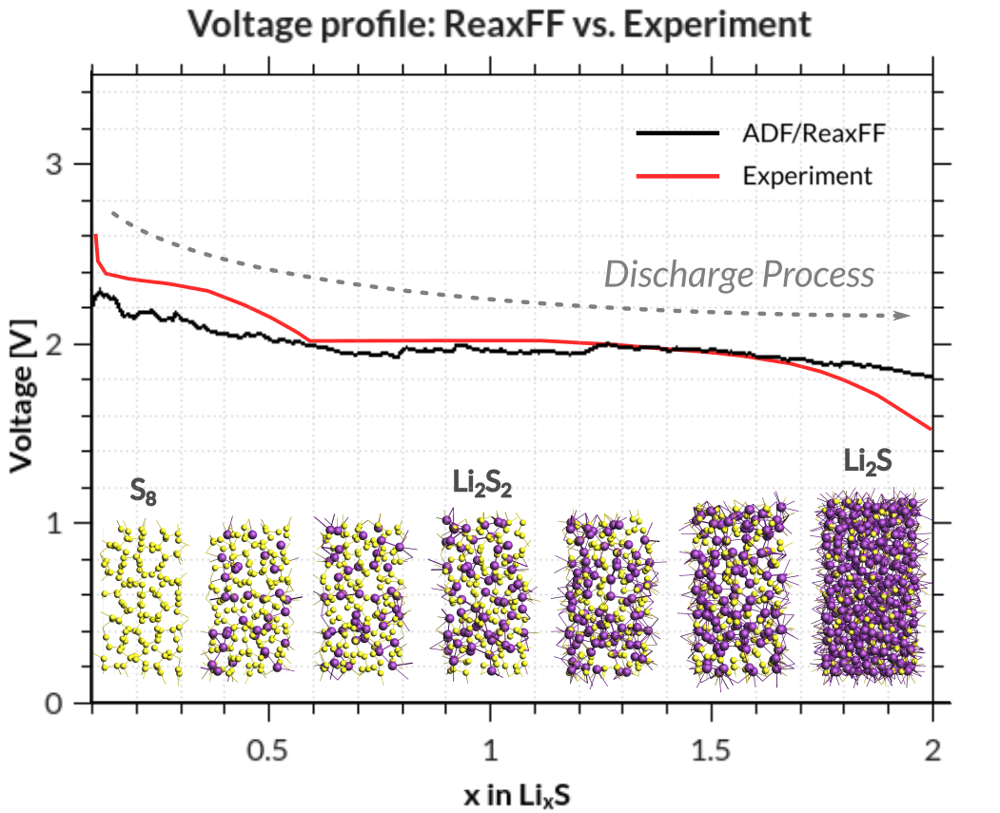 Voltage profile: ReaxFF vs. Experiment
ADF/ReaxFF
Experiment
Discharge Process
Voltage [V]
3
2
1
0
S₈
Li₂S₂
Li₂S
0.5
1
1.5
2
x in LiₓS